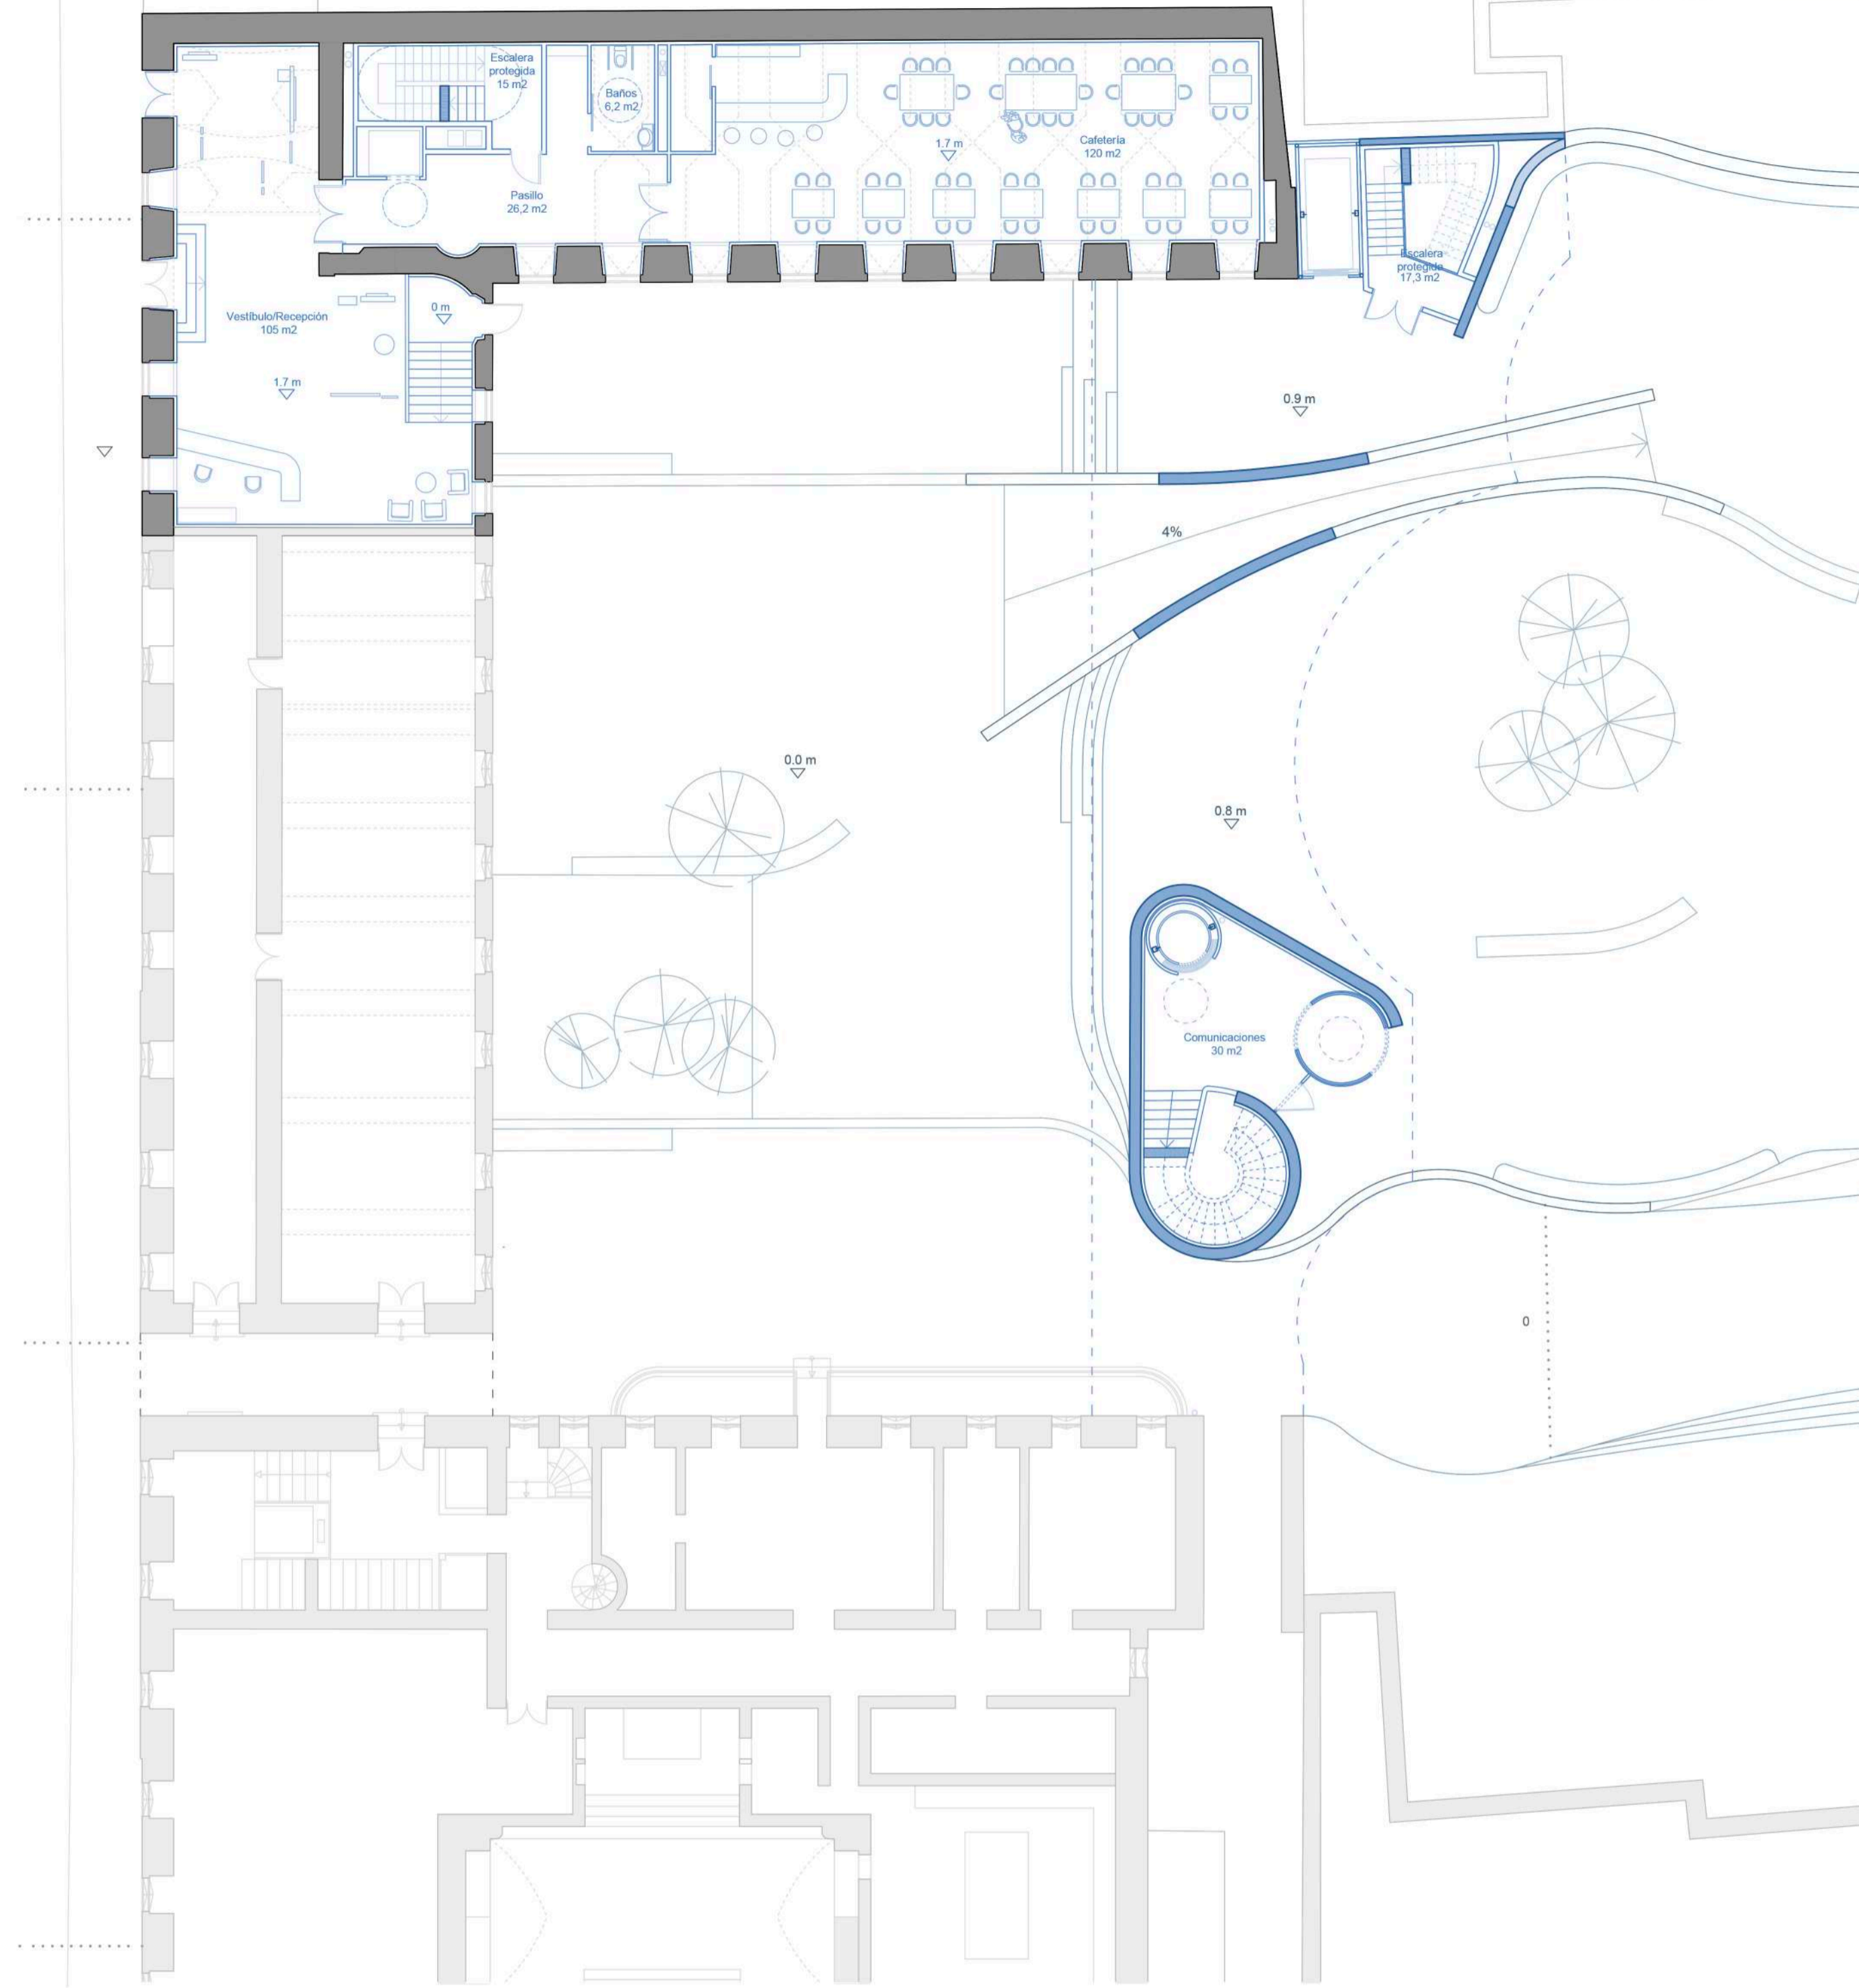 Escalera
protegida
15 m2
Baños
6,2 m2
1.7 m
Cafetería
120 m2
Pasillo
26,2 m2
Escalera
protegida
17,3 m2
0 m
Vestíbulo/Recepción
105 m2
1.7 m
0.9 m
4%
0.0 m
0.8 m
Comunicaciones
30 m2
0